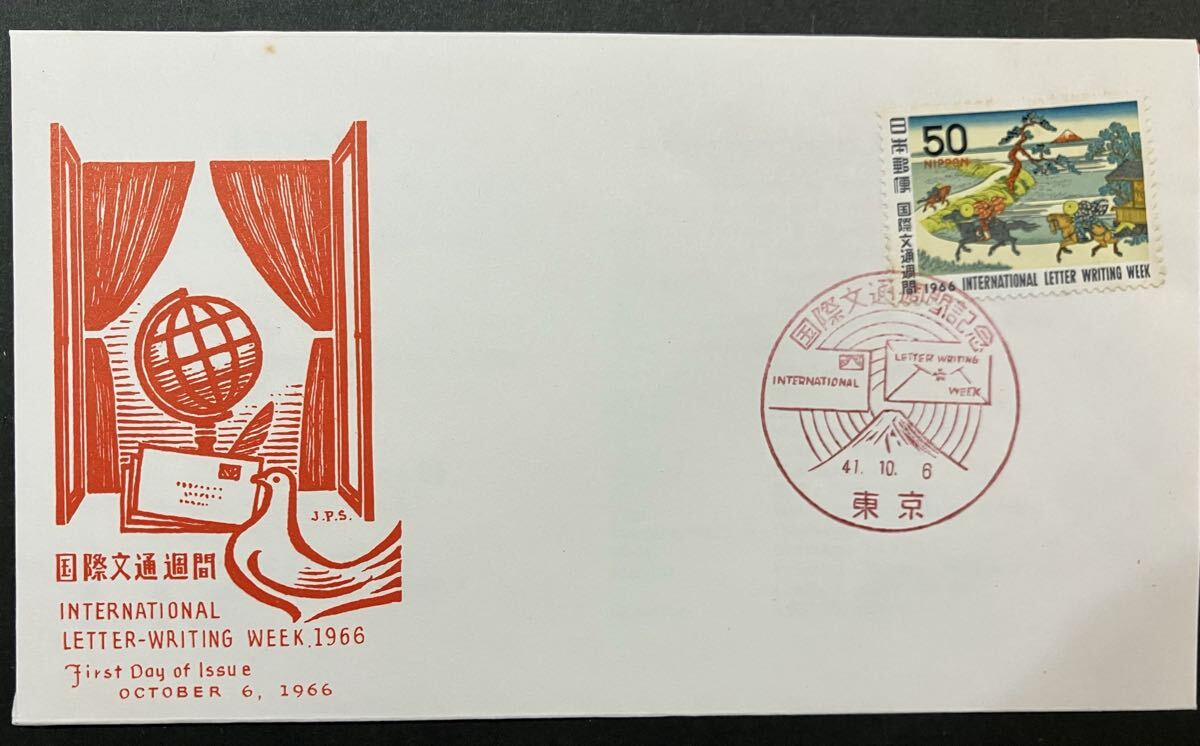 50
NIPPON
日本郵便 国際文通週間
1966 INTERNATIONAL LETTER WRITING WEEK
国際文通週間記念
INTERNATIONAL
LETTER WRITING
WEEK
41. 10. 6
東京
J.P.S.
国際文通週間
INTERNATIONAL
LETTER-WRITING WEEK.1966
First Day of Issue
OCTOBER 6, 1966